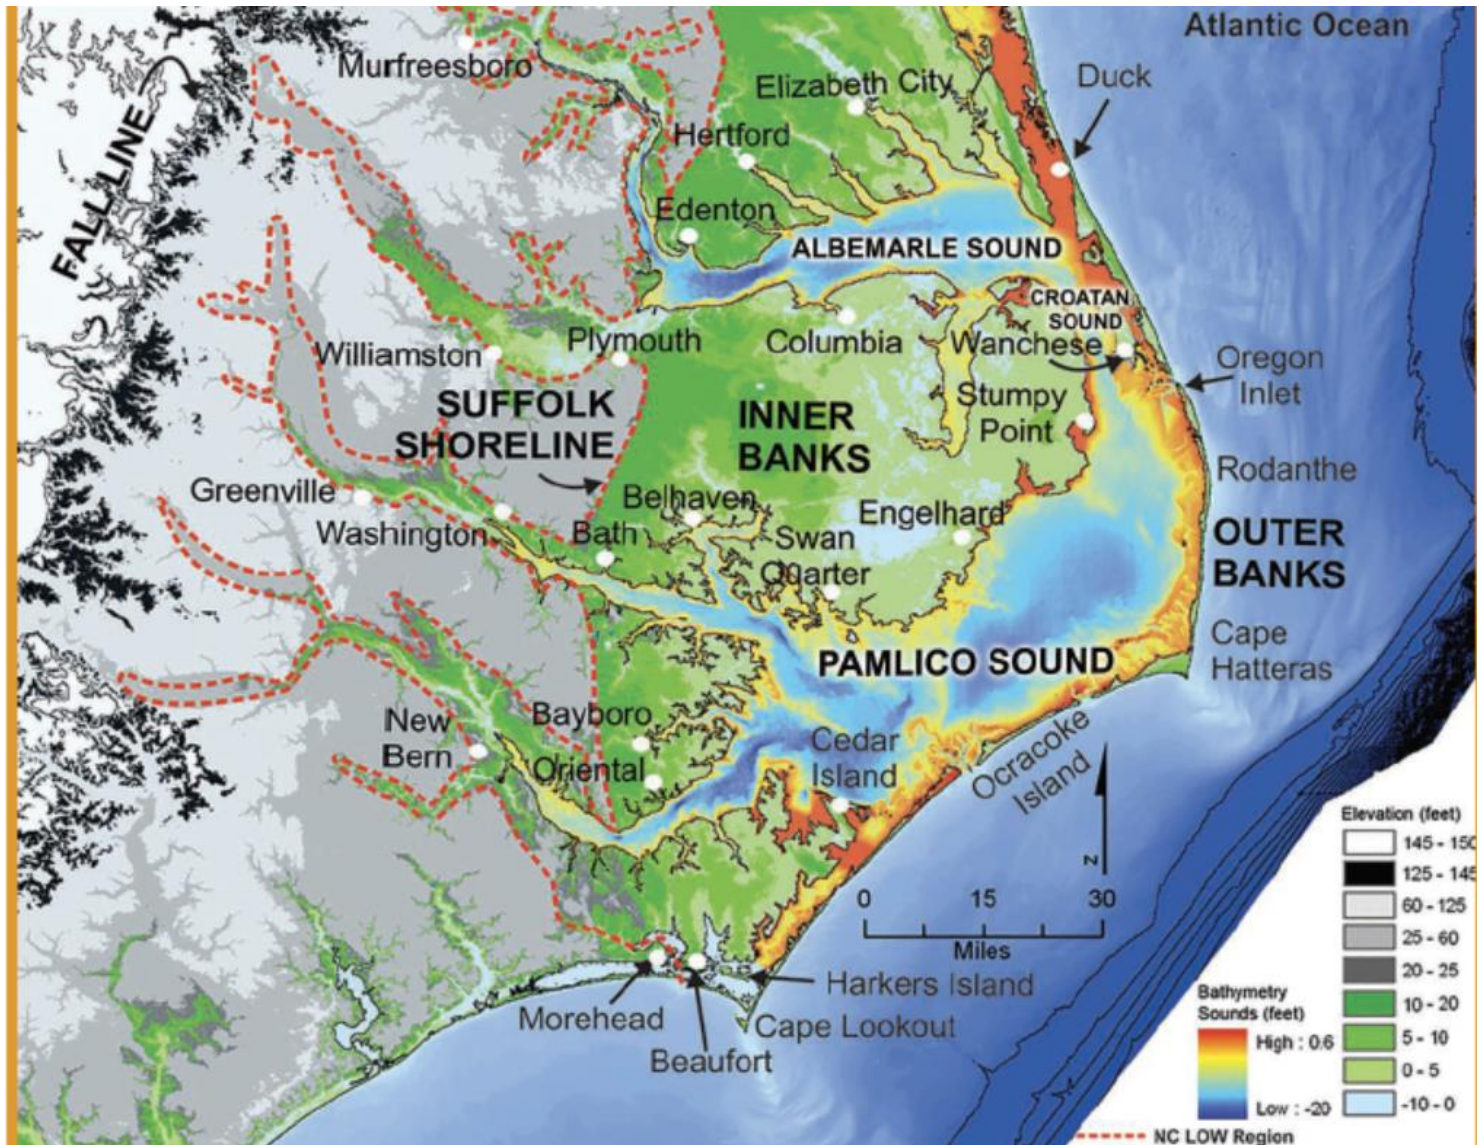 Atlantic Ocean
Murfreesboro
Elizabeth City
Duck
Hertford
FALL LINE
Edenton
ALBEMARLE SOUND
CROATAN
SOUND
Williamston
Plymouth
Columbia
Wanchese
Oregon
Inlet
SUFFOLK
SHORELINE
INNER
BANKS
Stumpy
Point
Rodanthe
Greenville
Belhaven
Engelhard
Washington
Bath
Swan
Quarter
OUTER
BANKS
PAMLICO SOUND
Cape
Hatteras
New
Bern
Bayboro
Oriental
Cedar
Island
Ocracoke
Island
N
0 15 30
Miles
Harkers Island
Morehead
Cape Lookout
Beaufort
Elevation (feet)
145 - 150
125 - 145
60 - 125
25 - 60
20 - 25
10 - 20
5 - 10
0 - 5
-10 - 0
Bathymetry
Sounds (feet)
High : 0.6
Low : -20
NC LOW Region